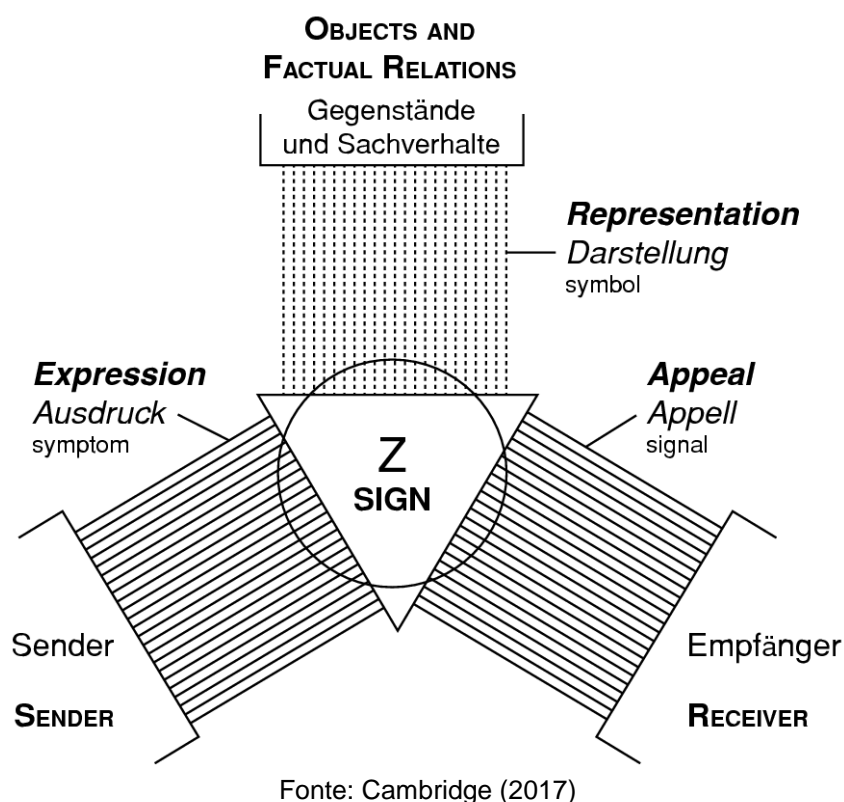 OBJECTS AND
FACTUAL RELATIONS
Gegenstände
und Sachverhalte
Representation
Darstellung
symbol
Expression
Ausdruck
symptom
Appeal
Appell
signal
Z
SIGN
Sender
SENDER
Empfänger
RECEIVER
Fonte: Cambridge (2017)